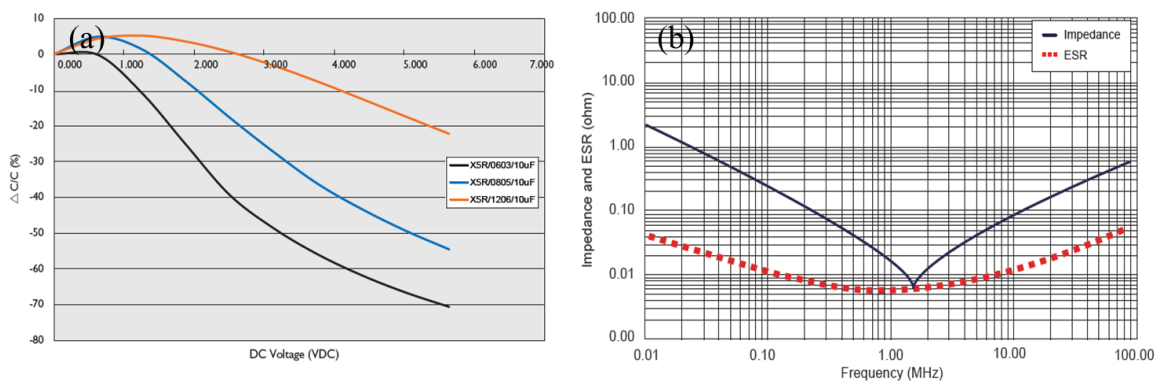 (a)
10
0
-10
-20
-30
-40
-50
-60
-70
-80
0.000 1.000 2.000 3.000 4.000 5.000 6.000 7.000
△ C/C (%)
DC Voltage (VDC)
X5R/0603/10uF
X5R/0805/10uF
X5R/1206/10uF
(b)
100.00
10.00
1.00
0.10
0.01
0.00
0.01 0.10 1.00 10.00 100.00
Impedance and ESR (ohm)
Frequency (MHz)
Impedance
ESR